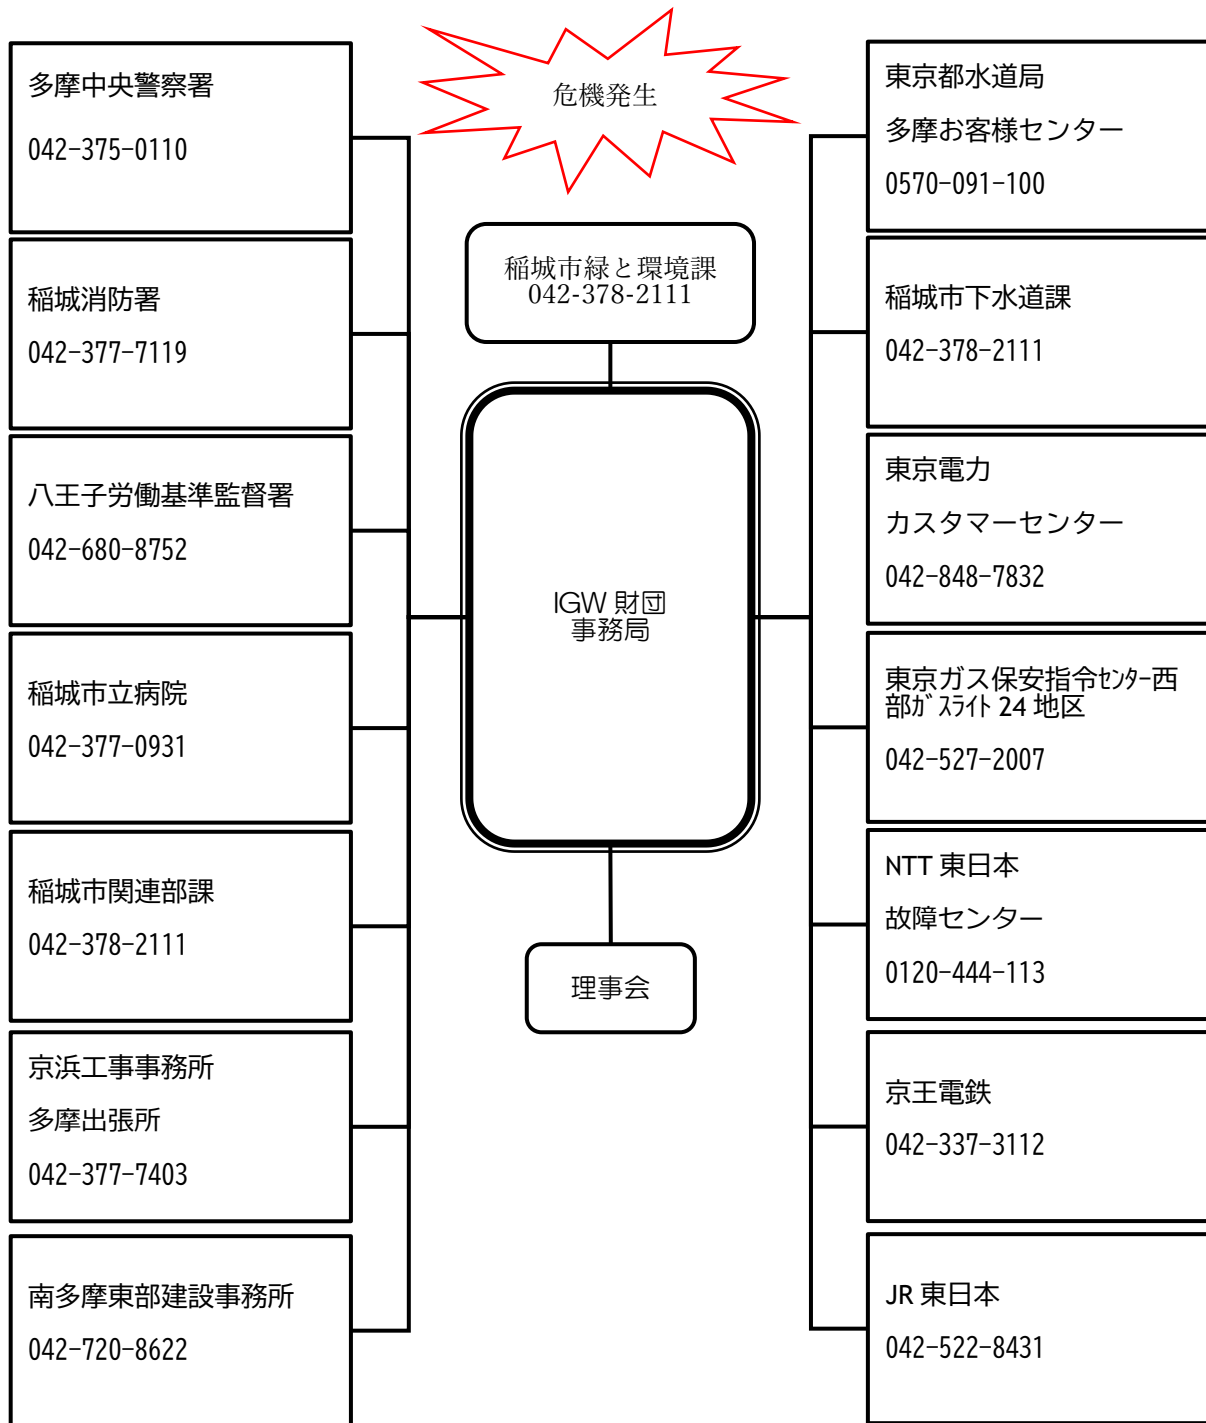 危機発生
稲城市緑と環境課
042-378-2111
IGW 財団
事務局
理事会
多摩中央警察署
042-375-0110
稲城消防署
042-377-7119
八王子労働基準監督署
042-680-8752
稲城市立病院
042-377-0931
稲城市関連部課
042-378-2111
京浜工事事務所
多摩出張所
042-377-7403
南多摩東部建設事務所
042-720-8622
東京都水道局
多摩お客様センター
0570-091-100
稲城市下水道課
042-378-2111
東京電力
カスタマーセンター
042-848-7832
東京ガス保安指令ｾﾝﾀｰ西
部ｶﾞｽﾗｲﾄ 24 地区
042-527-2007
NTT 東日本
故障センター
0120-444-113
京王電鉄
042-337-3112
JR 東日本
042-522-8431